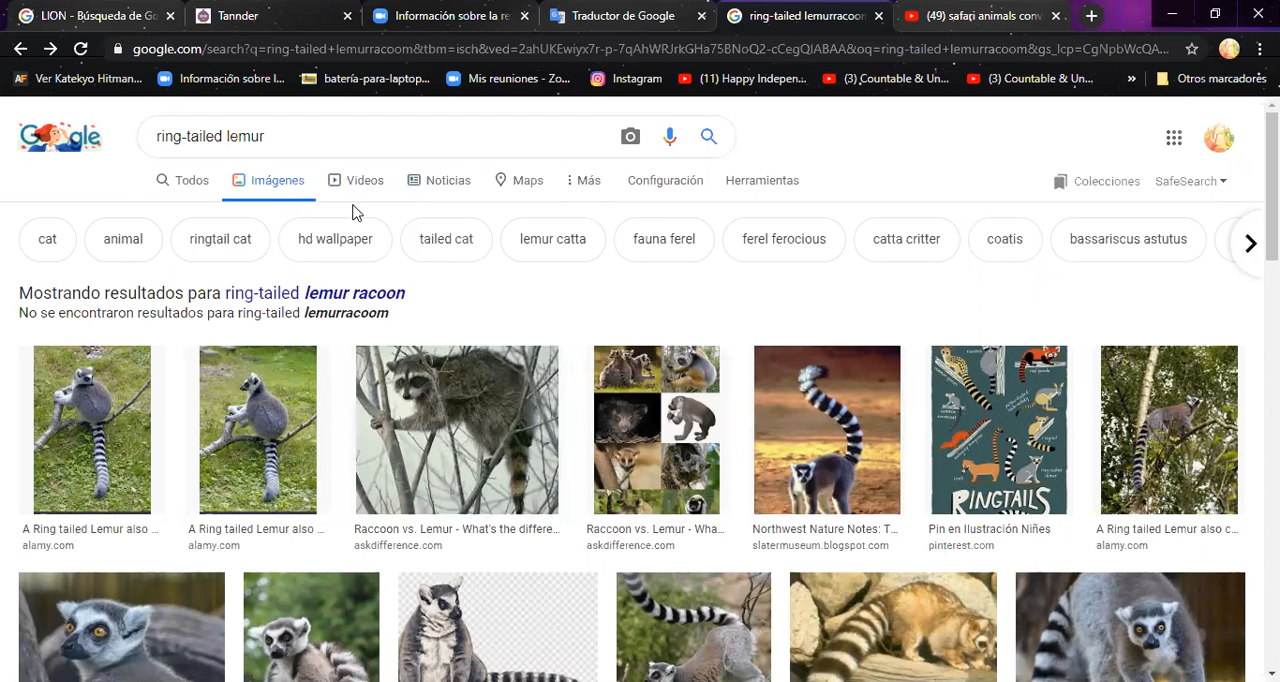 LION - Búsqueda de Go
Tannder
Información sobre la re
Traductor de Google
ring-tailed lemurracoom
(49) safari animals conv
google.com/search?q=ring-tailed+lemurracoom&tbm=isch&ved=2ahUKEwiyx7r-p-7qAhWRJrkGHa75BNoQ2-cCegQIABAA&oq=ring-tailed+lemurracoom&gs_lcp=CgNpbWcQA...
Ver Katekyo Hitman...
Información sobre l...
batería-para-laptop...
Mis reuniones - Zo...
Instagram
(11) Happy Indepen...
(3) Countable & Un...
(3) Countable & Un...
»
Otros marcadores
Google
ring-tailed lemur
Todos
Imágenes
Videos
Noticias
Maps
Más
Configuración
Herramientas
Colecciones
SafeSearch
cat
animal
ringtail cat
hd wallpaper
tailed cat
lemur catta
fauna ferel
ferel ferocious
catta critter
coatis
bassariscus astutus
Mostrando resultados para ring-tailed lemur racoon
No se encontraron resultados para ring-tailed lemurracoom
RINGTAILS
A Ring tailed Lemur also ...
alamy.com
A Ring tailed Lemur also ...
alamy.com
Raccoon vs. Lemur - What's the differe...
askdifference.com
Raccoon vs. Lemur - Wha...
askdifference.com
Northwest Nature Notes: T...
slatermuseum.blogspot.com
Pin en Ilustración Niñes
pinterest.com
A Ring tailed Lemur also c...
alamy.com